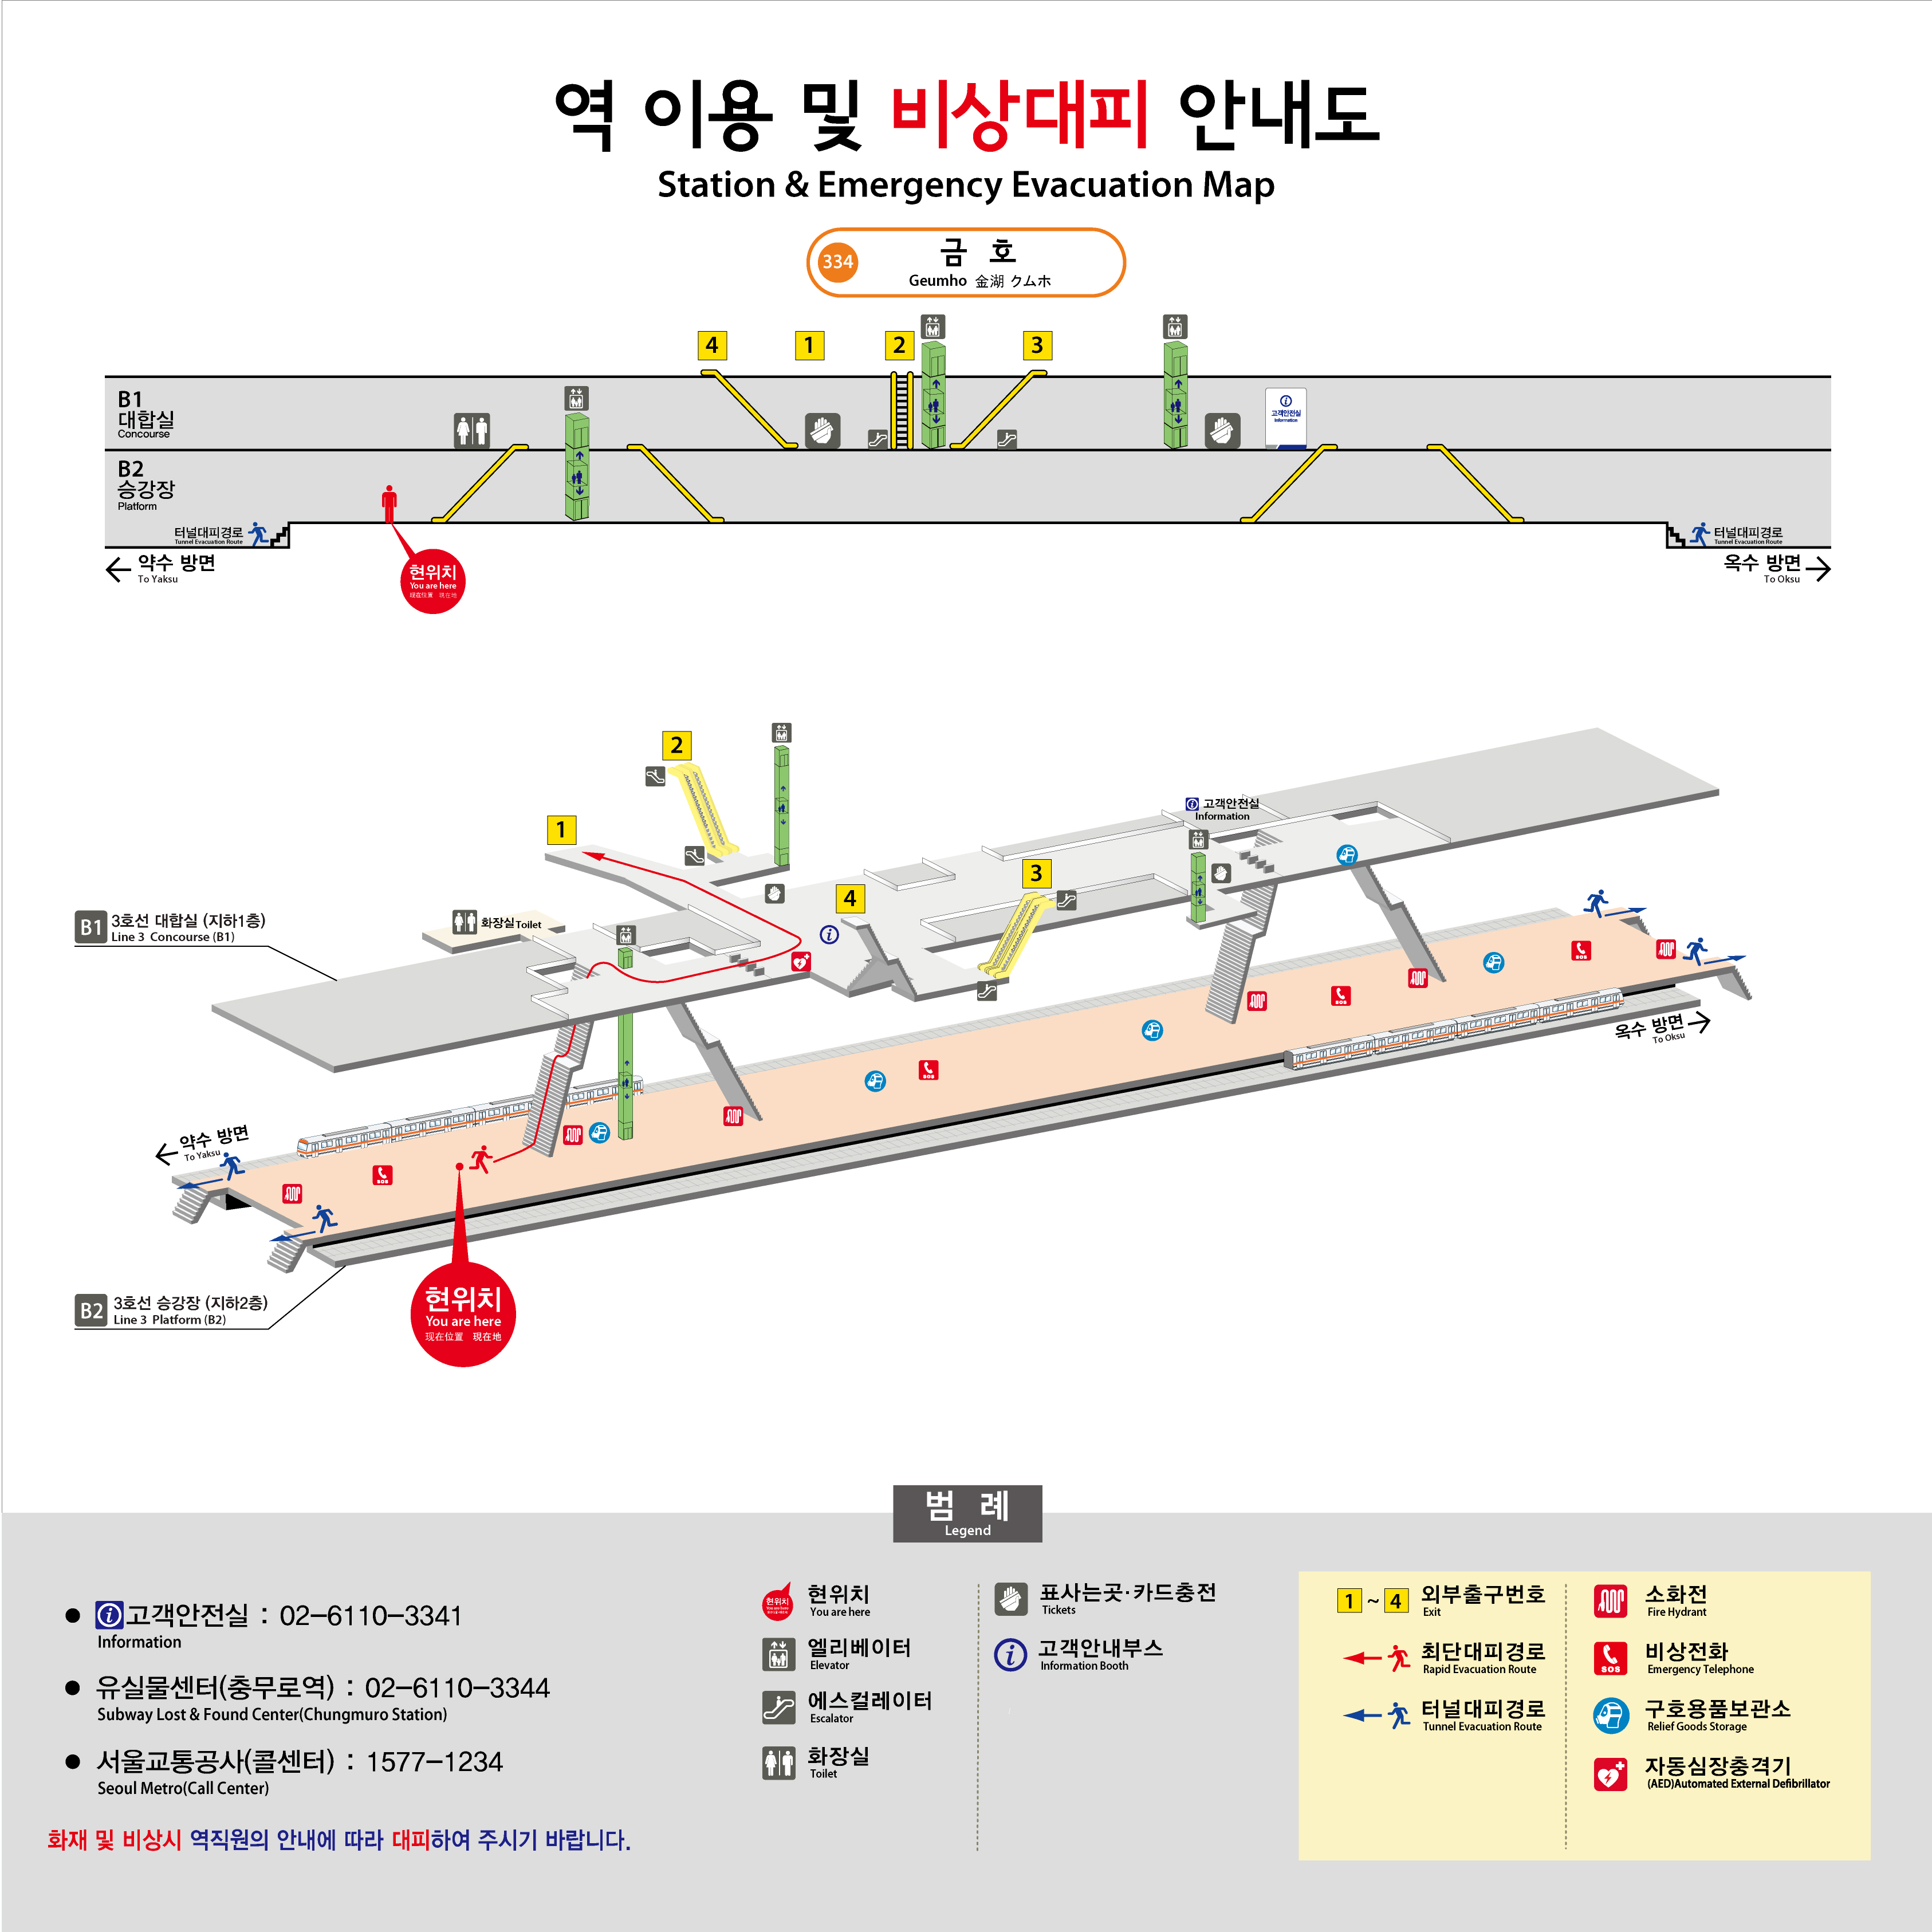 역 이용 및 비상대피 안내도
Station & Emergency Evacuation Map
334
금 호
Geumho 金湖 クムホ
4
1
2
3
B1
대합실
Concourse
고객안전실
Information
B2
승강장
Platform
터널대피경로
Tunnel Evacuation Route
터널대피경로
Tunnel Evacuation Route
약수 방면
To Yaksu
옥수 방면
To Oksu
현위치
You are here
现在位置 現在地
2
1
고객안전실
Information
3
4
B1
3호선 대합실 (지하1층)
Line 3 Concourse (B1)
화장실 Toilet
SOS
SOS
SOS
옥수 방면
To Oksu
약수 방면
To Yaksu
SOS
B2
3호선 승강장 (지하2층)
Line 3 Platform (B2)
현위치
You are here
现在位置 現在地
범 례
Legend
고객안전실 : 02-6110-3341
Information
유실물센터(충무로역) : 02-6110-3344
Subway Lost & Found Center(Chungmuro Station)
서울교통공사(콜센터) : 1577-1234
Seoul Metro(Call Center)
화재 및 비상시 역직원의 안내에 따라 대피하여 주시기 바랍니다.
현위치
You are here
엘리베이터
Elevator
에스컬레이터
Escalator
화장실
Toilet
표사는곳·카드충전
Tickets
고객안내부스
Information Booth
1 ~ 4 외부출구번호
Exit
최단대피경로
Rapid Evacuation Route
터널대피경로
Tunnel Evacuation Route
소화전
Fire Hydrant
SOS
비상전화
Emergency Telephone
구호용품보관소
Relief Goods Storage
자동심장충격기
(AED)Automated External Defibrillator